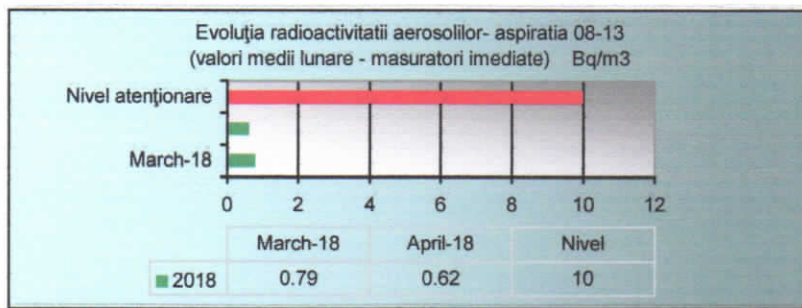 Evoluţia radioactivitatii aerosolilor- aspiratia 08-13
(valori medii lunare - masuratori imediate) Bq/m3
Nivel atenţionare
March-18
0 2 4 6 8 10 12
March-18 April-18 Nivel
2018 0.79 0.62 10